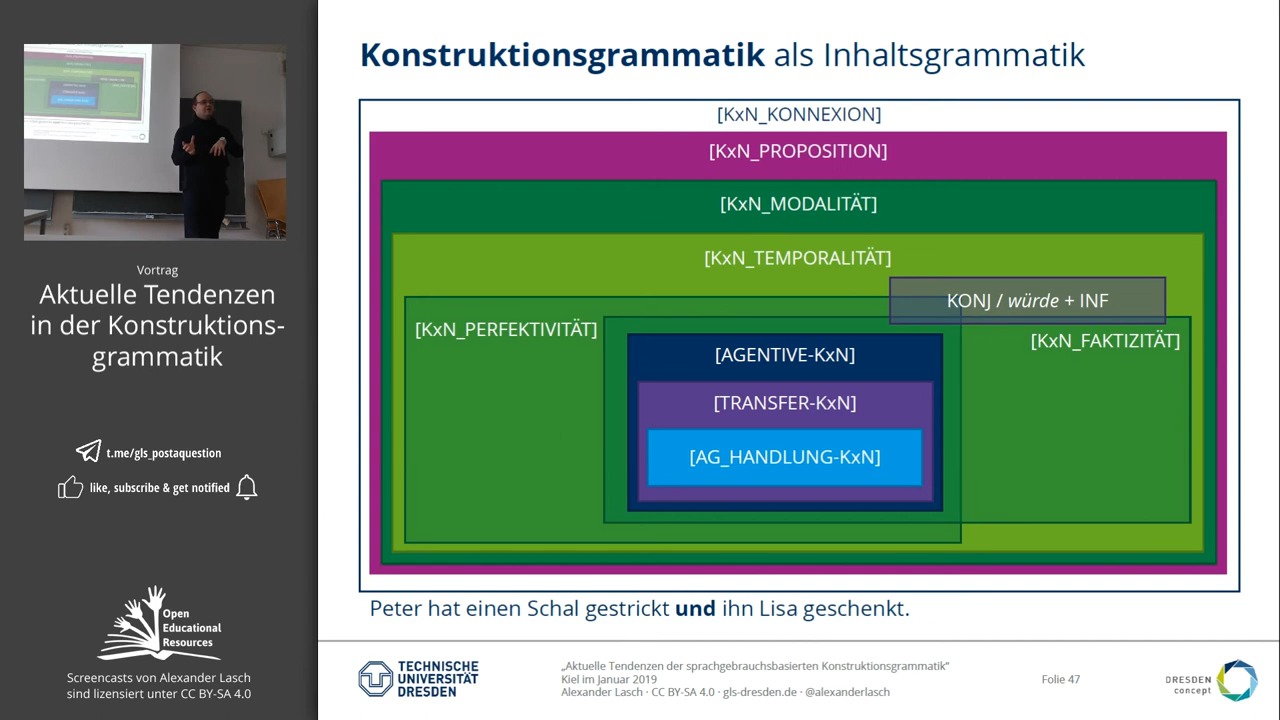 Vortrag
Aktuelle Tendenzen
in der Konstruktions-
grammatik
t.me/gls_postaquestion
like, subscribe & get notified
Open
Educational
Resources
Screencasts von Alexander Lasch
sind lizensiert unter CC BY-SA 4.0
Konstruktionsgrammatik als Inhaltsgrammatik
[KxN_KONNEXION]
[KxN_PROPOSITION]
[KxN_MODALITÄT]
[KxN_TEMPORALITÄT]
KONJ / würde + INF
[KxN_PERFEKTIVITÄT]
[KxN_FAKTIZITÄT]
[AGENTIVE-KxN]
[TRANSFER-KxN]
[AG_HANDLUNG-KxN]
Peter hat einen Schal gestrickt und ihn Lisa geschenkt.
TECHNISCHE
UNIVERSITÄT
DRESDEN
„Aktuelle Tendenzen der sprachgebrauchsbasierten Konstruktionsgrammatik“
Kiel im Januar 2019
Alexander Lasch · CC BY-SA 4.0 · gls-dresden.de · @alexanderlasch
Folie 47
DRESDEN
concept